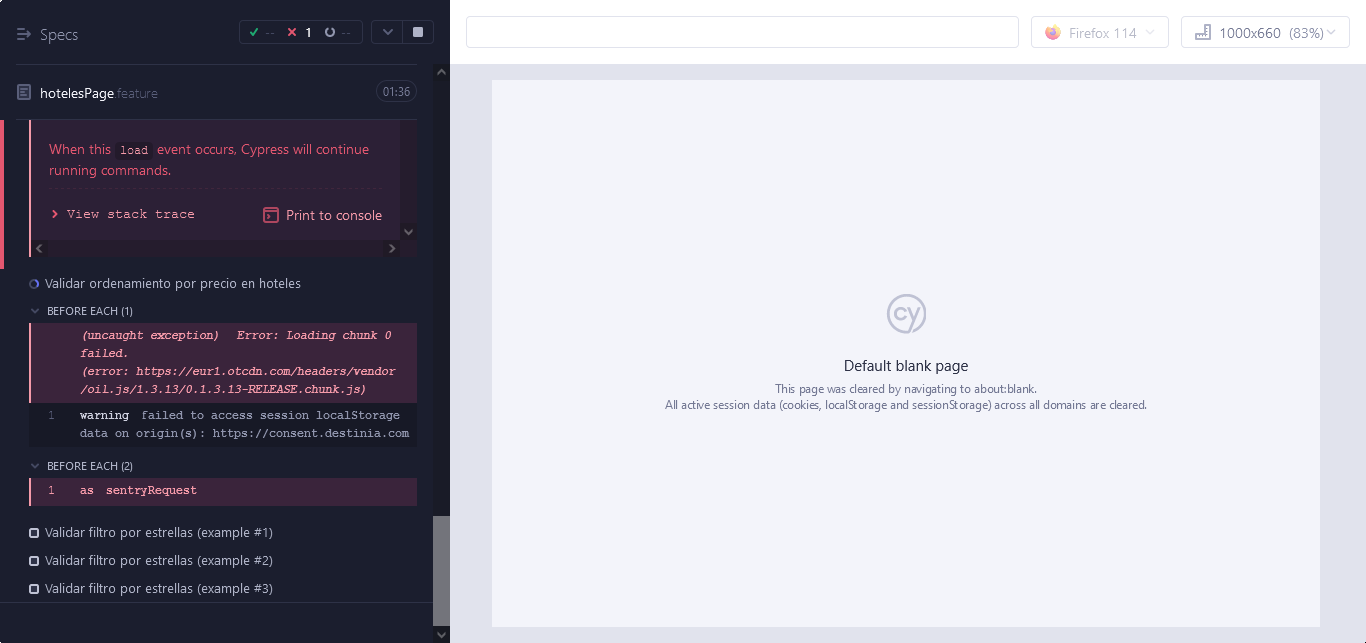 Specs
-- 1 --
Firefox 114
1000x660 (83%)
hotelesPage.feature
01:36
When this load event occurs, Cypress will continue
running commands.
View stack trace
Print to console
Validar ordenamiento por precio en hoteles
BEFORE EACH (1)
(uncaught exception) Error: Loading chunk 0
failed.
(error: https://eur1.otcdn.com/headers/vendor
/oil.js/1.3.13/0.1.3.13-RELEASE.chunk.js)
1 warning failed to access session localStorage
data on origin(s): https://consent.destinia.com
BEFORE EACH (2)
1 as sentryRequest
Validar filtro por estrellas (example #1)
Validar filtro por estrellas (example #2)
Validar filtro por estrellas (example #3)
cy
Default blank page
This page was cleared by navigating to about:blank.
All active session data (cookies, localStorage and sessionStorage) across all domains are cleared.